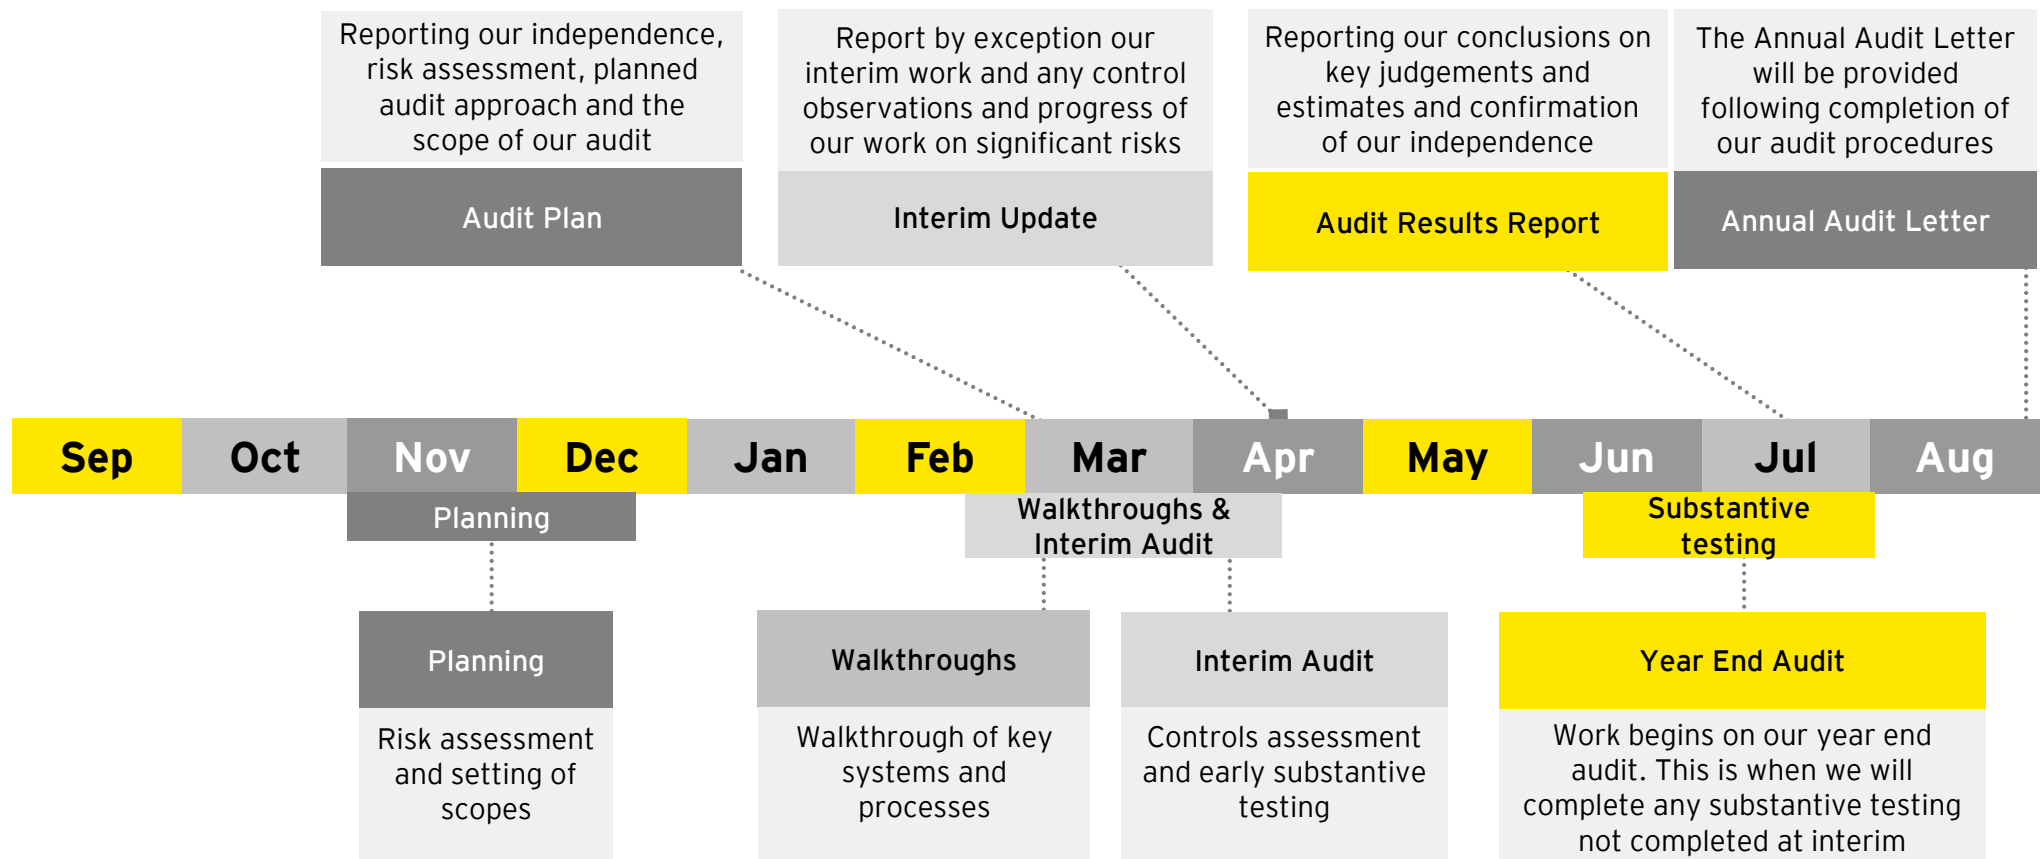 Reporting our independence,
risk assessment, planned
audit approach and the
scope of our audit
Audit Plan
Report by exception our
interim work and any control
observations and progress of
our work on significant risks
Interim Update
Reporting our conclusions on
key judgements and
estimates and confirmation
of our independence
Audit Results Report
The Annual Audit Letter
will be provided
following completion of
our audit procedures
Annual Audit Letter
Sep Oct Nov Dec Jan Feb Mar Apr May Jun Jul Aug
Planning
Walkthroughs &
Interim Audit
Substantive
testing
Planning
Risk assessment
and setting of
scopes
Walkthroughs
Walkthrough of key
systems and
processes
Interim Audit
Controls assessment
and early substantive
testing
Year End Audit
Work begins on our year end
audit. This is when we will
complete any substantive testing
not completed at interim